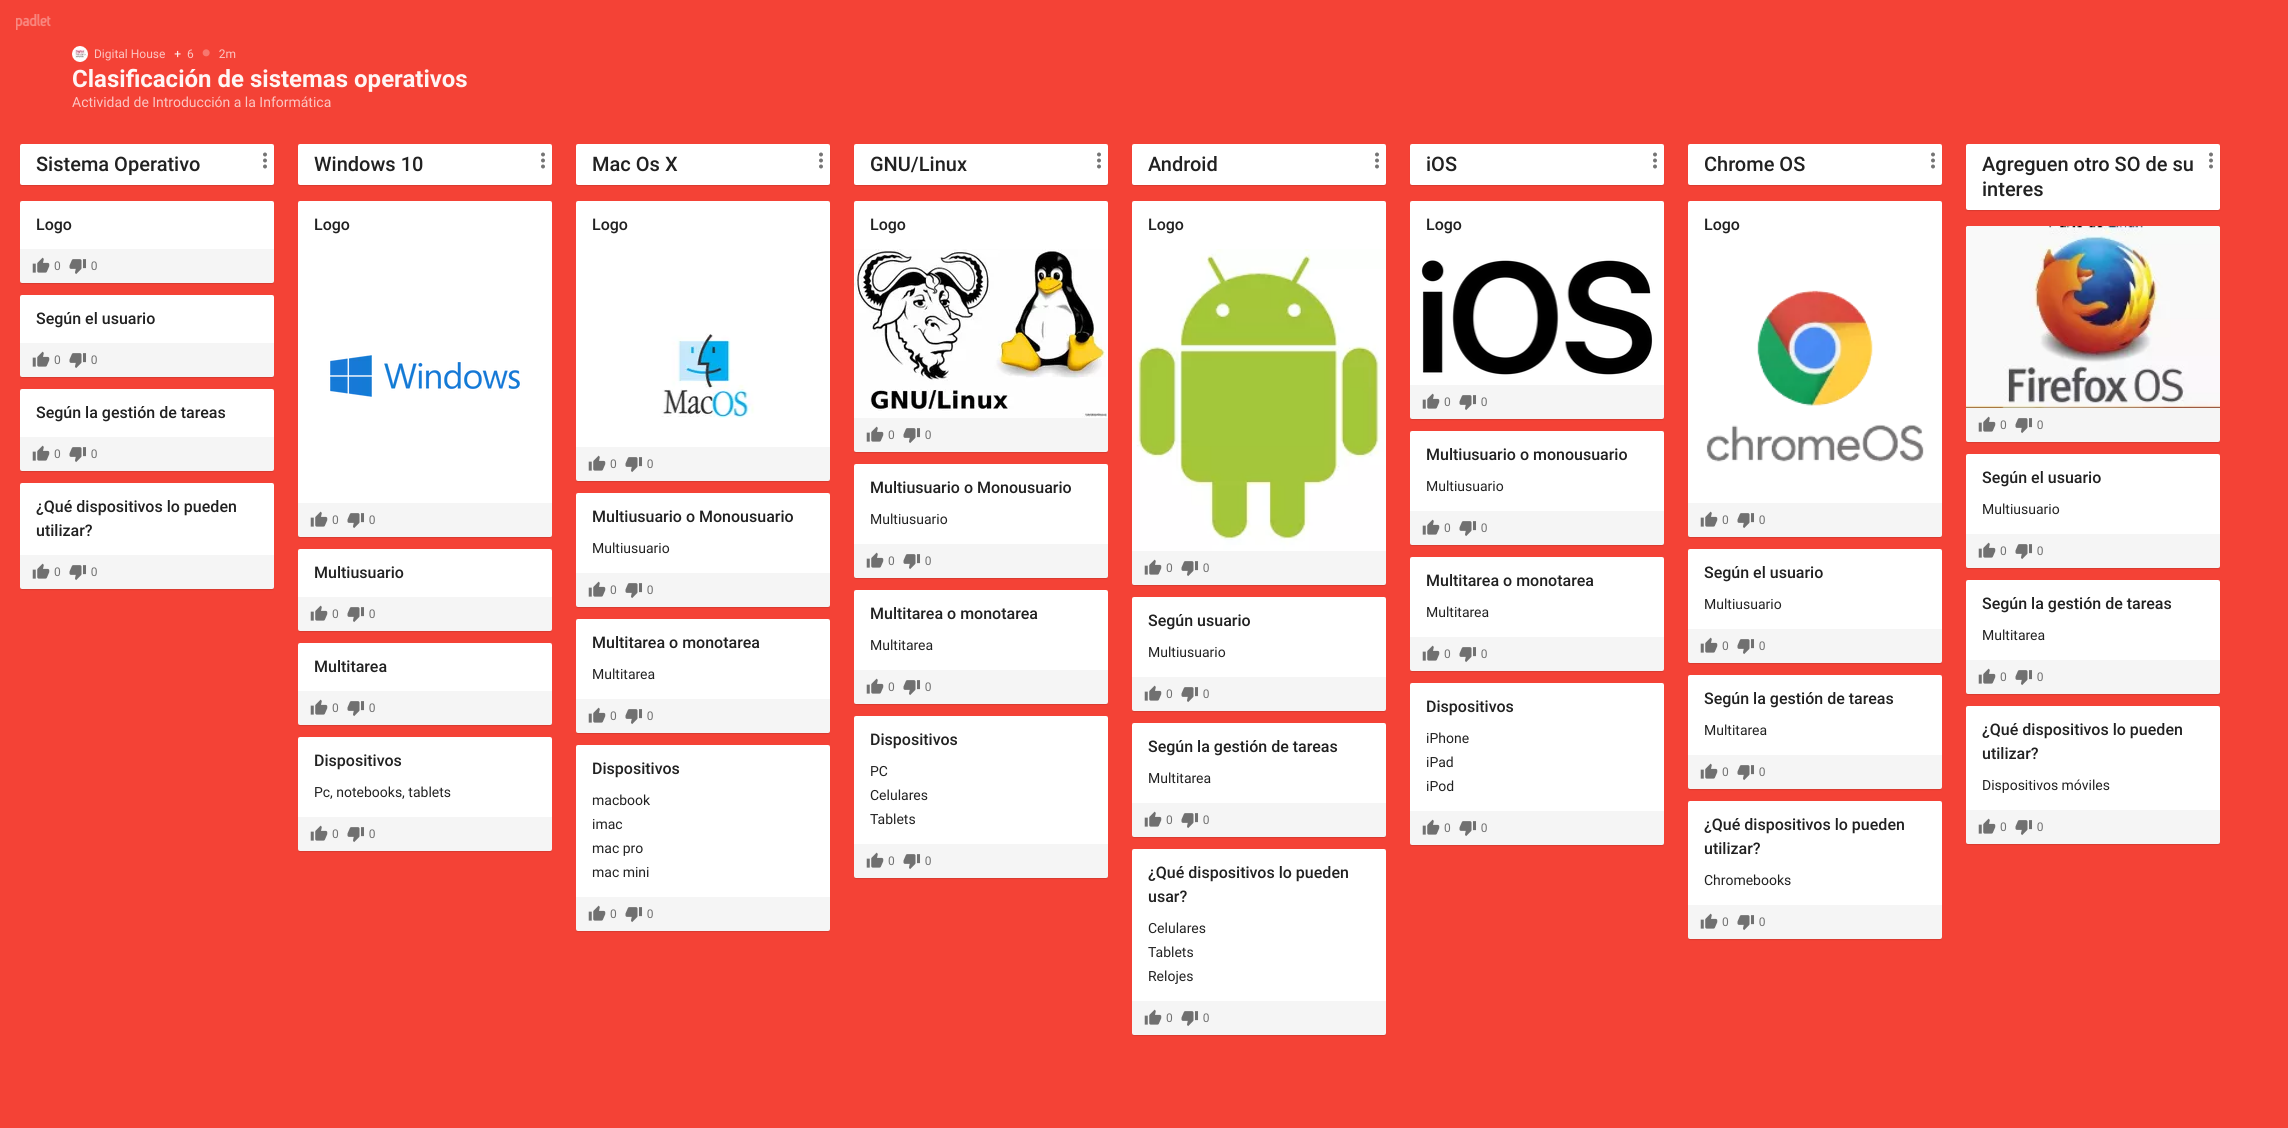 padlet
Digital House + 6 2m
Clasificación de sistemas operativos
Actividad de Introducción a la Informática
Sistema Operativo
Logo
0 0
Según el usuario
0 0
Según la gestión de tareas
0 0
¿Qué dispositivos lo pueden
utilizar?
0 0
Windows 10
Logo
Windows
0 0
Multiusuario
0 0
Multitarea
0 0
Dispositivos
Pc, notebooks, tablets
0 0
Mac Os X
Logo
MacOS
0 0
Multiusuario o Monousuario
Multiusuario
0 0
Multitarea o monotarea
Multitarea
0 0
Dispositivos
macbook
imac
mac pro
mac mini
0 0
GNU/Linux
Logo
GNU/Linux
0 0
Multiusuario o Monousuario
Multiusuario
0 0
Multitarea o monotarea
Multitarea
0 0
Dispositivos
PC
Celulares
Tablets
0 0
Android
Logo
0 0
Según usuario
Multiusuario
0 0
Según la gestión de tareas
Multitarea
0 0
¿Qué dispositivos lo pueden
usar?
Celulares
Tablets
Relojes
0 0
iOS
Logo
iOS
0 0
Multiusuario o monousuario
Multiusuario
0 0
Multitarea o monotarea
Multitarea
0 0
Dispositivos
iPhone
iPad
iPod
0 0
Chrome OS
Logo
chromeOS
0 0
Según el usuario
Multiusuario
0 0
Según la gestión de tareas
Multitarea
0 0
¿Qué dispositivos lo pueden
utilizar?
Chromebooks
0 0
Agreguen otro SO de su
interes
Firefox OS
0 0
Según el usuario
Multiusuario
0 0
Según la gestión de tareas
Multitarea
0 0
¿Qué dispositivos lo pueden
utilizar?
Dispositivos móviles
0 0